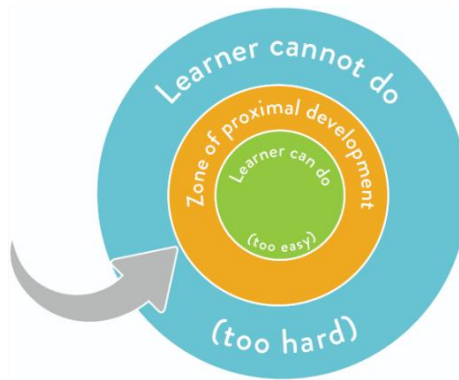 Learner cannot do
Zone of proximal development
Learner can do
(too easy)
(too hard)